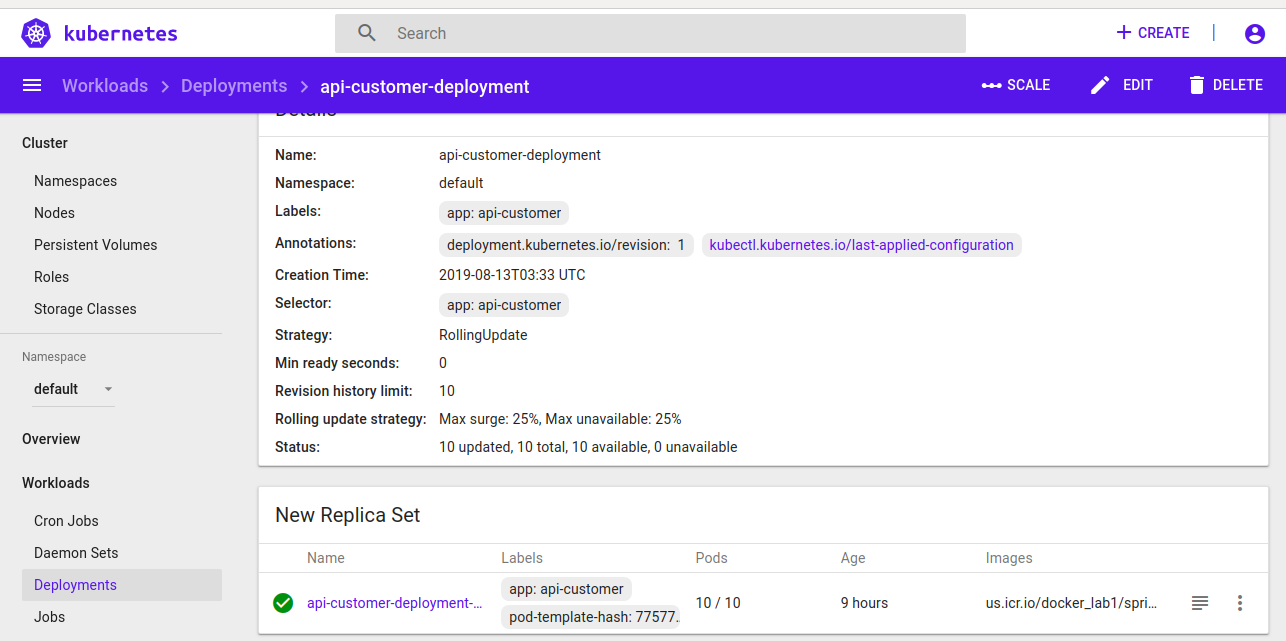 kubernetes
Search
CREATE
Workloads
Deployments
api-customer-deployment
SCALE
EDIT
DELETE
Cluster
Namespaces
Nodes
Persistent Volumes
Roles
Storage Classes
Namespace
default
Overview
Workloads
Cron Jobs
Daemon Sets
Deployments
Jobs
Details
Name: api-customer-deployment
Namespace: default
Labels: app: api-customer
Annotations: deployment.kubernetes.io/revision: 1 kubectl.kubernetes.io/last-applied-configuration
Creation Time: 2019-08-13T03:33 UTC
Selector: app: api-customer
Strategy: RollingUpdate
Min ready seconds: 0
Revision history limit: 10
Rolling update strategy: Max surge: 25%, Max unavailable: 25%
Status: 10 updated, 10 total, 10 available, 0 unavailable
New Replica Set
Name Labels Pods Age Images
app: api-customer
api-customer-deployment-... 10 / 10 9 hours us.icr.io/docker_lab1/spri...
pod-template-hash: 77577..